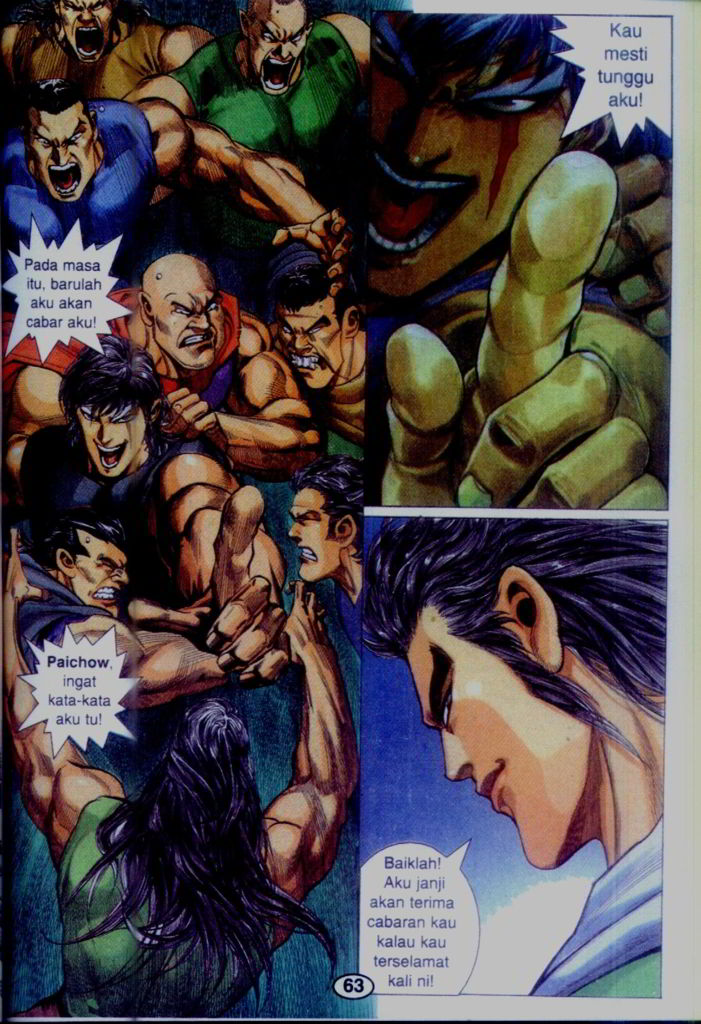 Pada masa
itu, barulah
aku akan
cabar aku!
Paichow,
ingat
kata-kata
aku tu!
Kau
mesti
tunggu
aku!
Baiklah!
Aku janji
akan terima
cabaran kau
kalau kau
terselamat
kali ni!
63